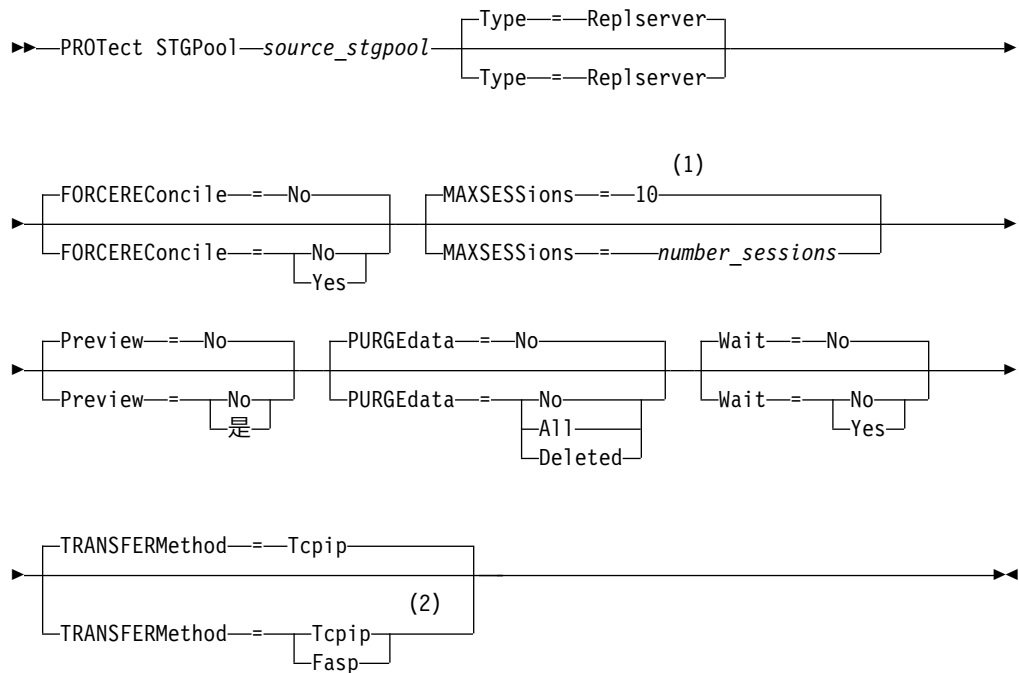 Type = Replserver
PROTect STGPool source_stgpool
Type = Replserver
(1)
FORCEREConcile = No MAXSESSions = 10
FORCEREConcile = No MAXSESSions = number_sessions
Yes
Preview = No PURGEdata = No Wait = No
Preview = No PURGEdata = No Wait = No
是 All Yes
Deleted
TRANSFERMethod = Tcpip
(2)
TRANSFERMethod = Tcpip
Fasp